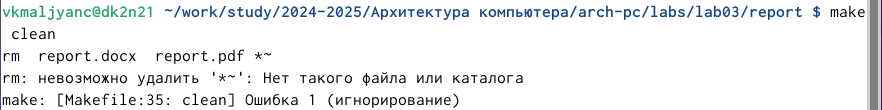 vkmaljyanc@dk2n21 ~/work/study/2024-2025/Архитектура компьютера/arch-pc/labs/lab03/report $ make
 clean
rm  report.docx  report.pdf *~
rm: невозможно удалить '*~': Нет такого файла или каталога
make: [Makefile:35: clean] Ошибка 1 (игнорирование)